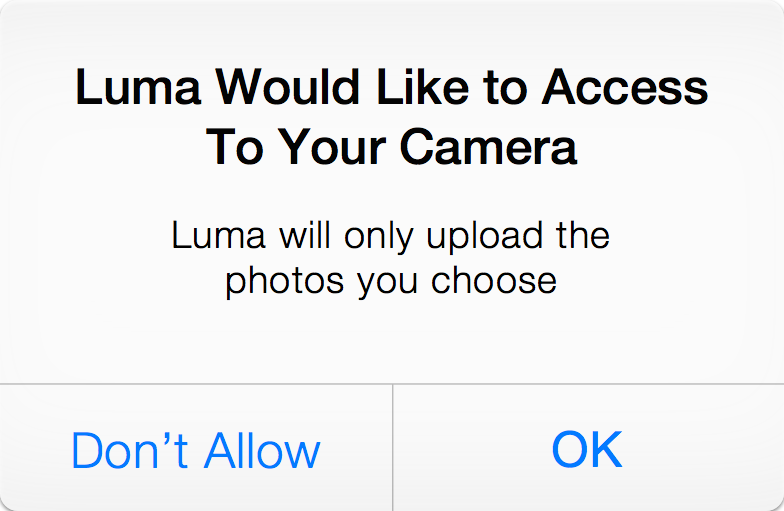 Luma Would Like to Access
To Your Camera
Luma will only upload the
photos you choose
Don’t Allow
OK